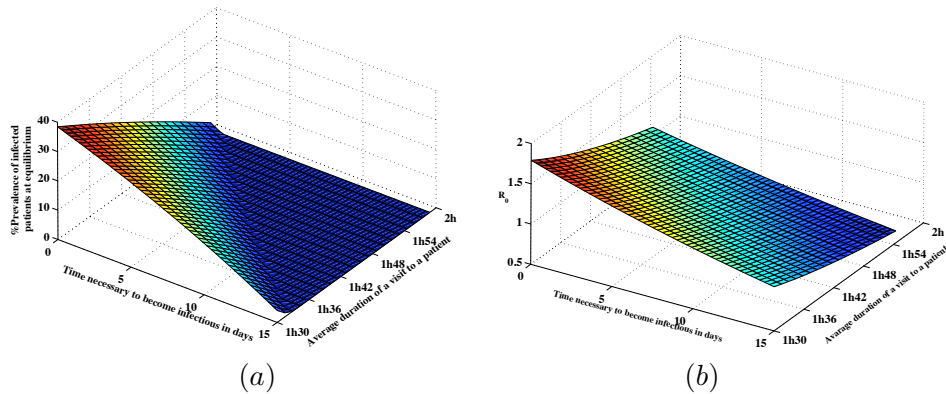 40
30
20
10
0
%Prevalence of infected
patients at equilibrium
0
5
10
15
Time necessary to become infectious in days
1h30
1h36
1h42
1h48
1h54
2h
Average duration of a visit to a patient
(a)
2
1.5
1
0.5
R0
0
5
10
15
Time necessary to become infectious in days
1h30
1h36
1h42
1h48
1h54
2h
Avarage duration of a visit to a patient
(b)